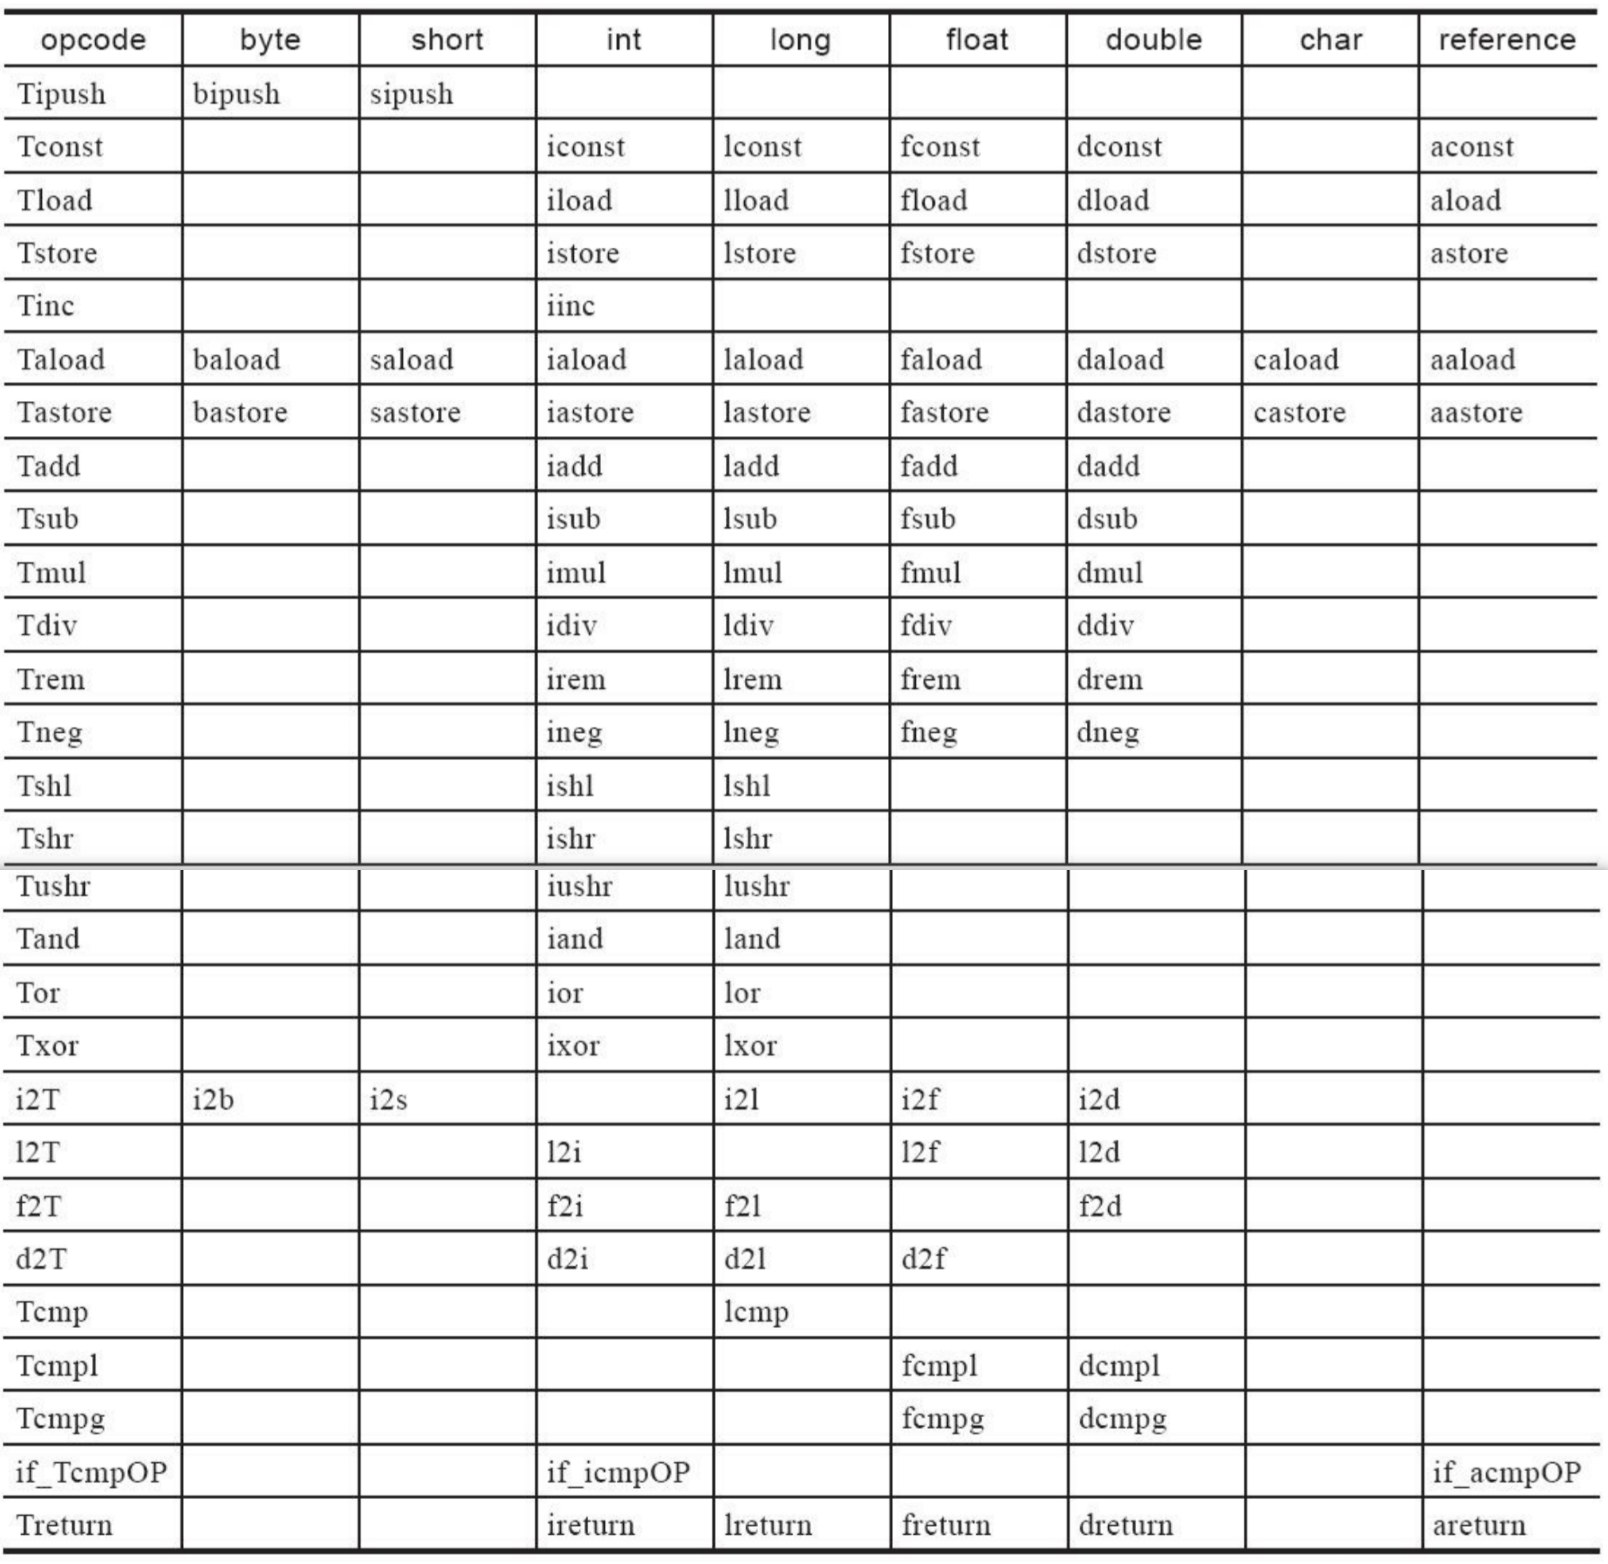 opcode byte short int long float double char reference
Tipush bipush sipush
Tconst iconst lconst fconst dconst aconst
Tload iload lload fload dload aload
Tstore istore lstore fstore dstore astore
Tinc iinc
Taload baload saload iaload laload faload daload caload aaload
Tastore bastore sastore iastore lastore fastore dastore castore aastore
Tadd iadd ladd fadd dadd
Tsub isub lsub fsub dsub
Tmul imul lmul fmul dmul
Tdiv idiv ldiv fdiv ddiv
Trem irem lrem frem drem
Tneg ineg lneg fneg dneg
Tshl ishl lshl
Tshr ishr lshr
Tushr iushr lushr
Tand iand land
Tor ior lor
Txor ixor lxor
i2T i2b i2s i2l i2f i2d
l2T l2i l2f l2d
f2T f2i f2l f2d
d2T d2i d2l d2f
Tcmp lcmp
Tcmpl fcmpl dcmpl
Tcmpg fcmpg dcmpg
if_TcmpOP if_icmpOP if_acmpOP
Treturn ireturn lreturn freturn dreturn areturn